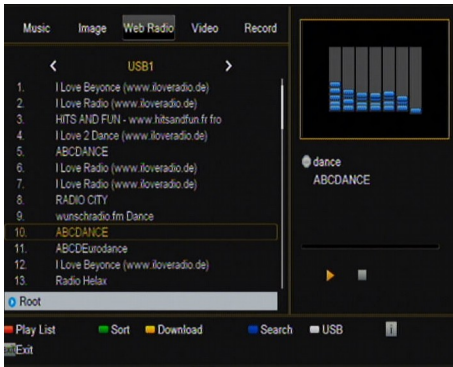 Music Image Web Radio Video Record
USB1
1. I Love Beyonce (www.iloveradio.de)
2. I Love Radio (www.iloveradio.de)
3. HITS AND FUN - www.hitsandfun.fr fro
4. I Love 2 Dance (www.iloveradio.de)
5. ABCDANCE
6. I Love Radio (www.iloveradio.de)
7. I Love Radio (www.iloveradio.de)
8. RADIO CITY
9. wunschradio.fm Dance
10. ABCDANCE
11. ABCDEurodance
12. I Love Beyonce (www.iloveradio.de)
13. Radio Helax
Root
dance
ABCDANCE
Play List Sort Download Search USB i
Exit Exit